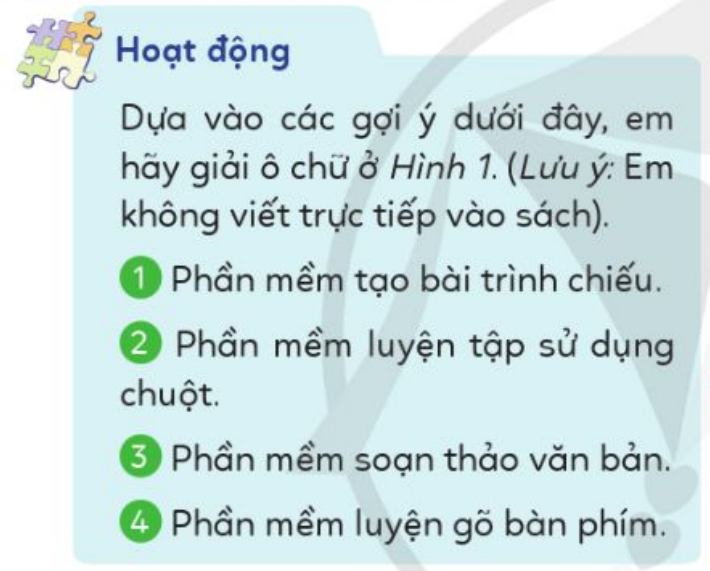 Hoạt động
Dựa vào các gợi ý dưới đây, em
hãy giải ô chữ ở Hình 1. (Lưu ý: Em
không viết trực tiếp vào sách).
1 Phần mềm tạo bài trình chiếu.
2 Phần mềm luyện tập sử dụng
chuột.
3 Phần mềm soạn thảo văn bản.
4 Phần mềm luyện gõ bàn phím.